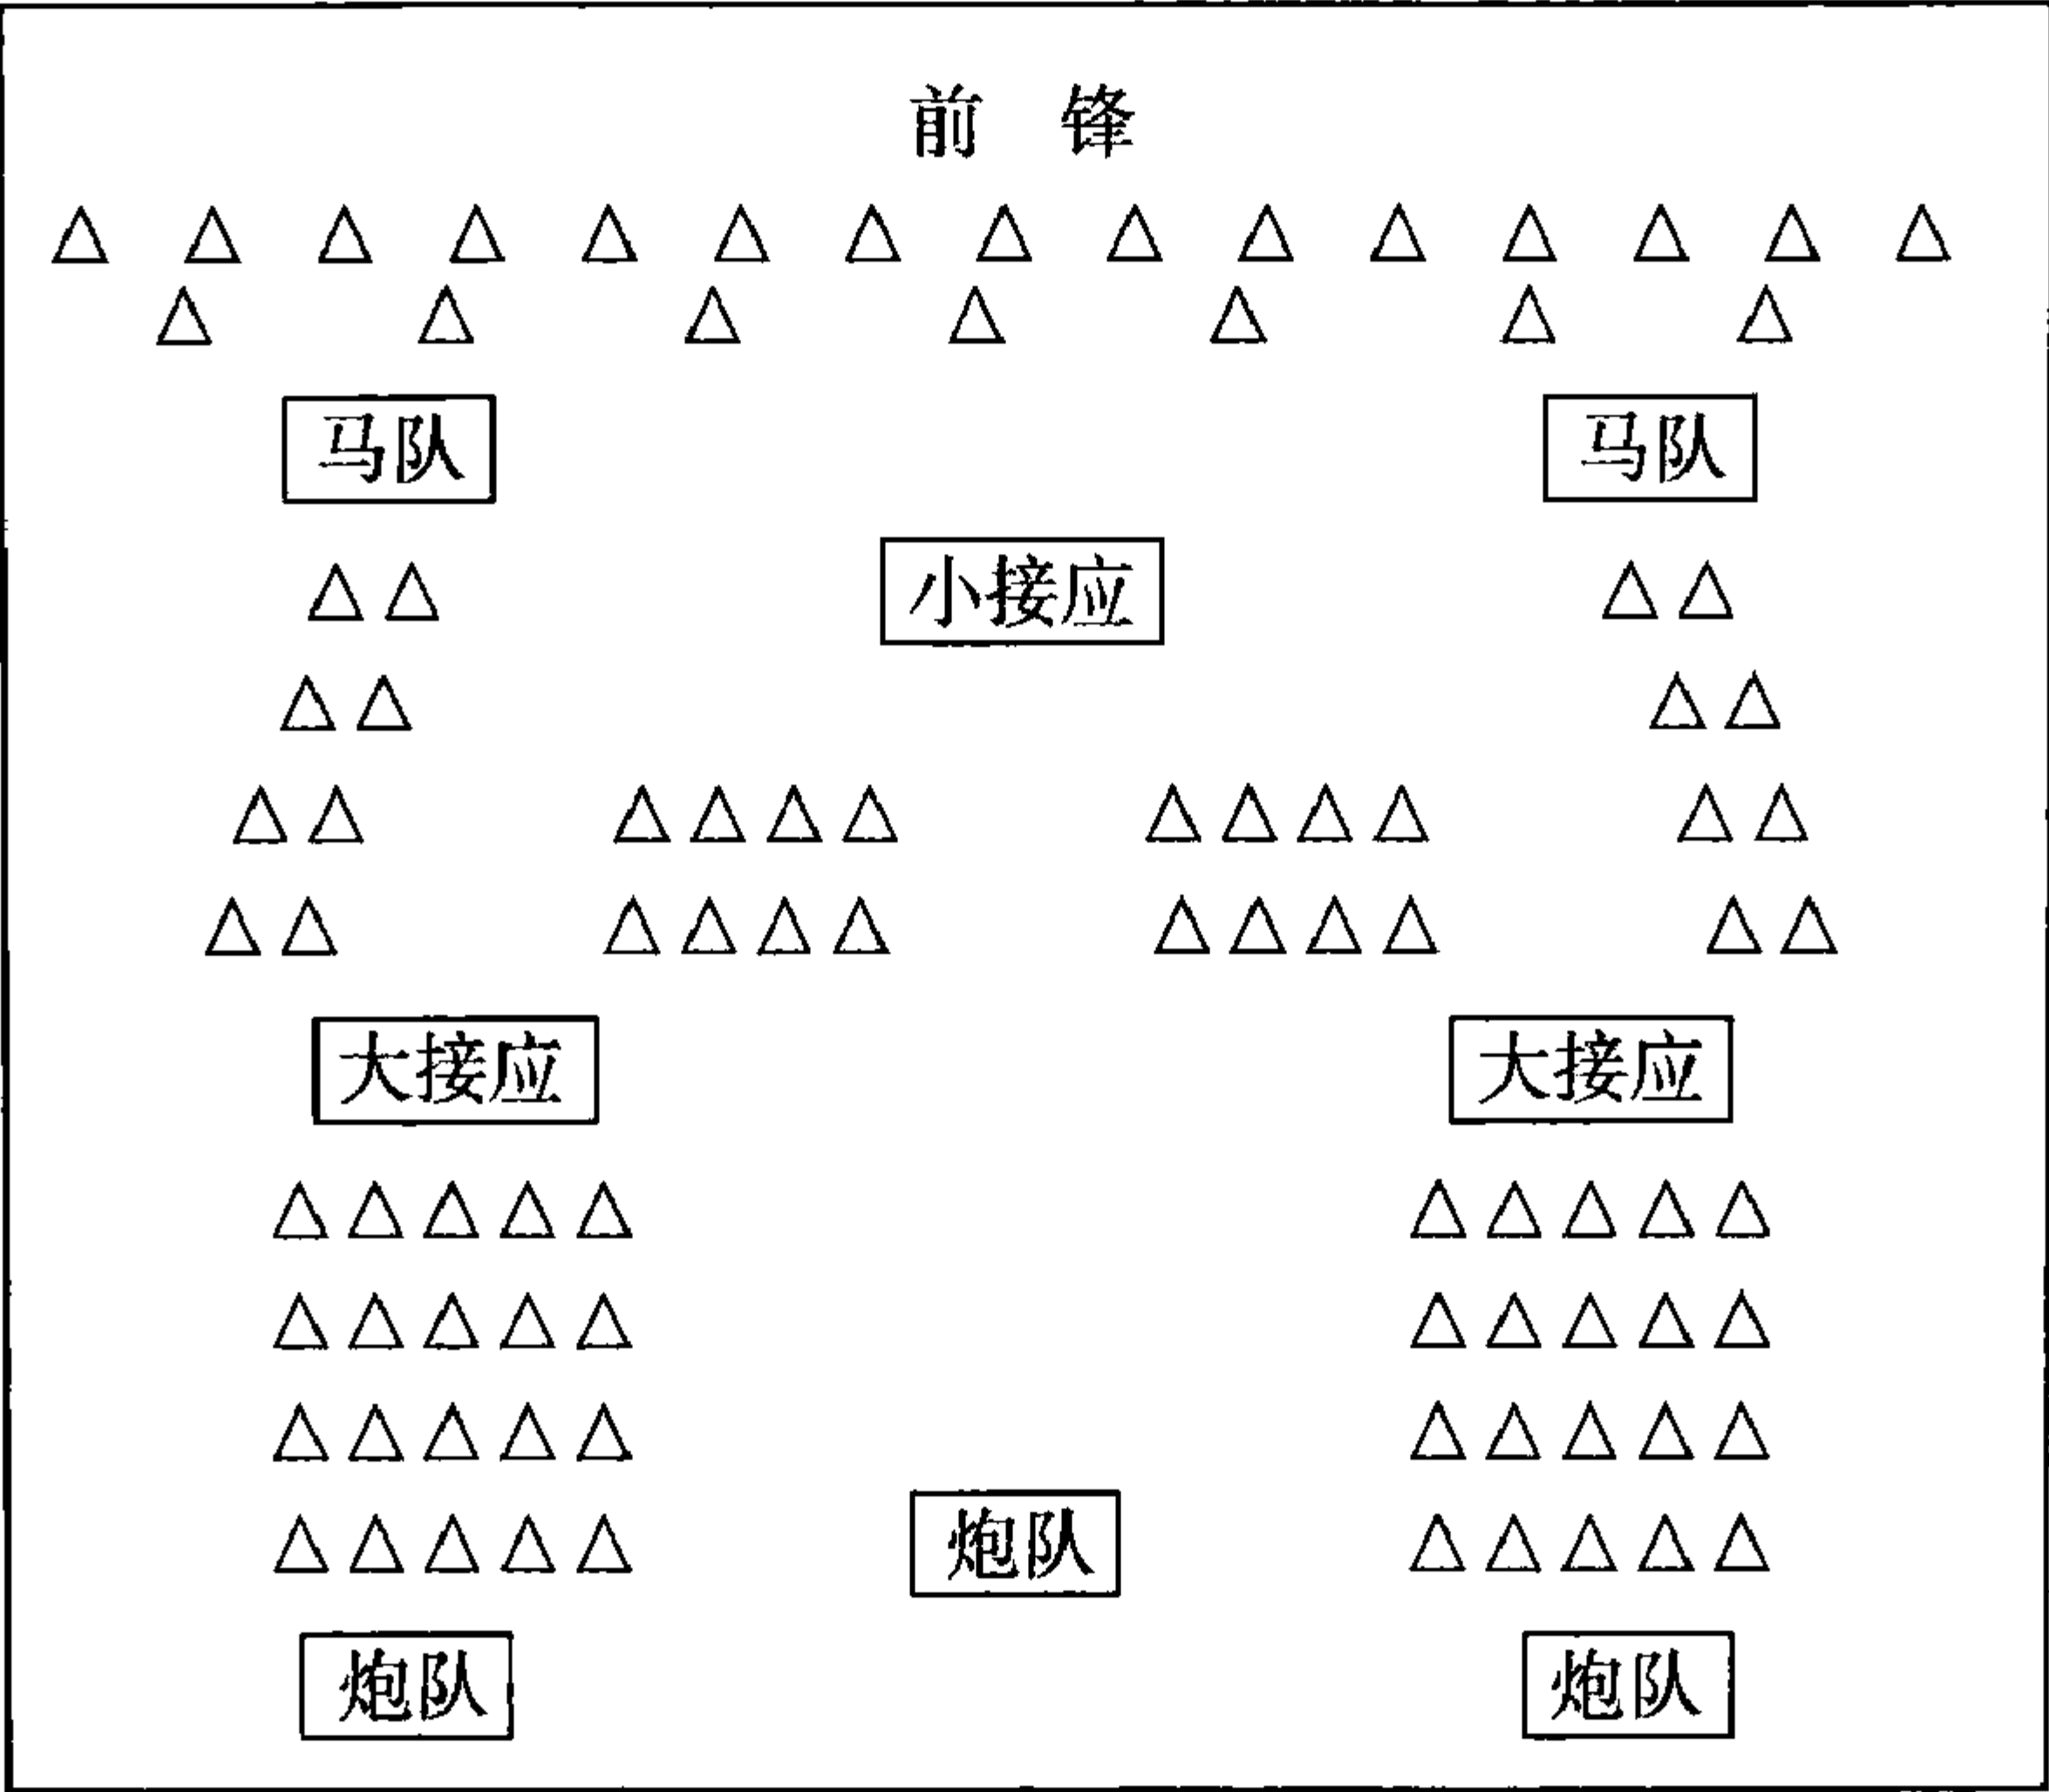 前 锋
马队 马队
小接应
大接应 大接应
炮队
炮队 炮队